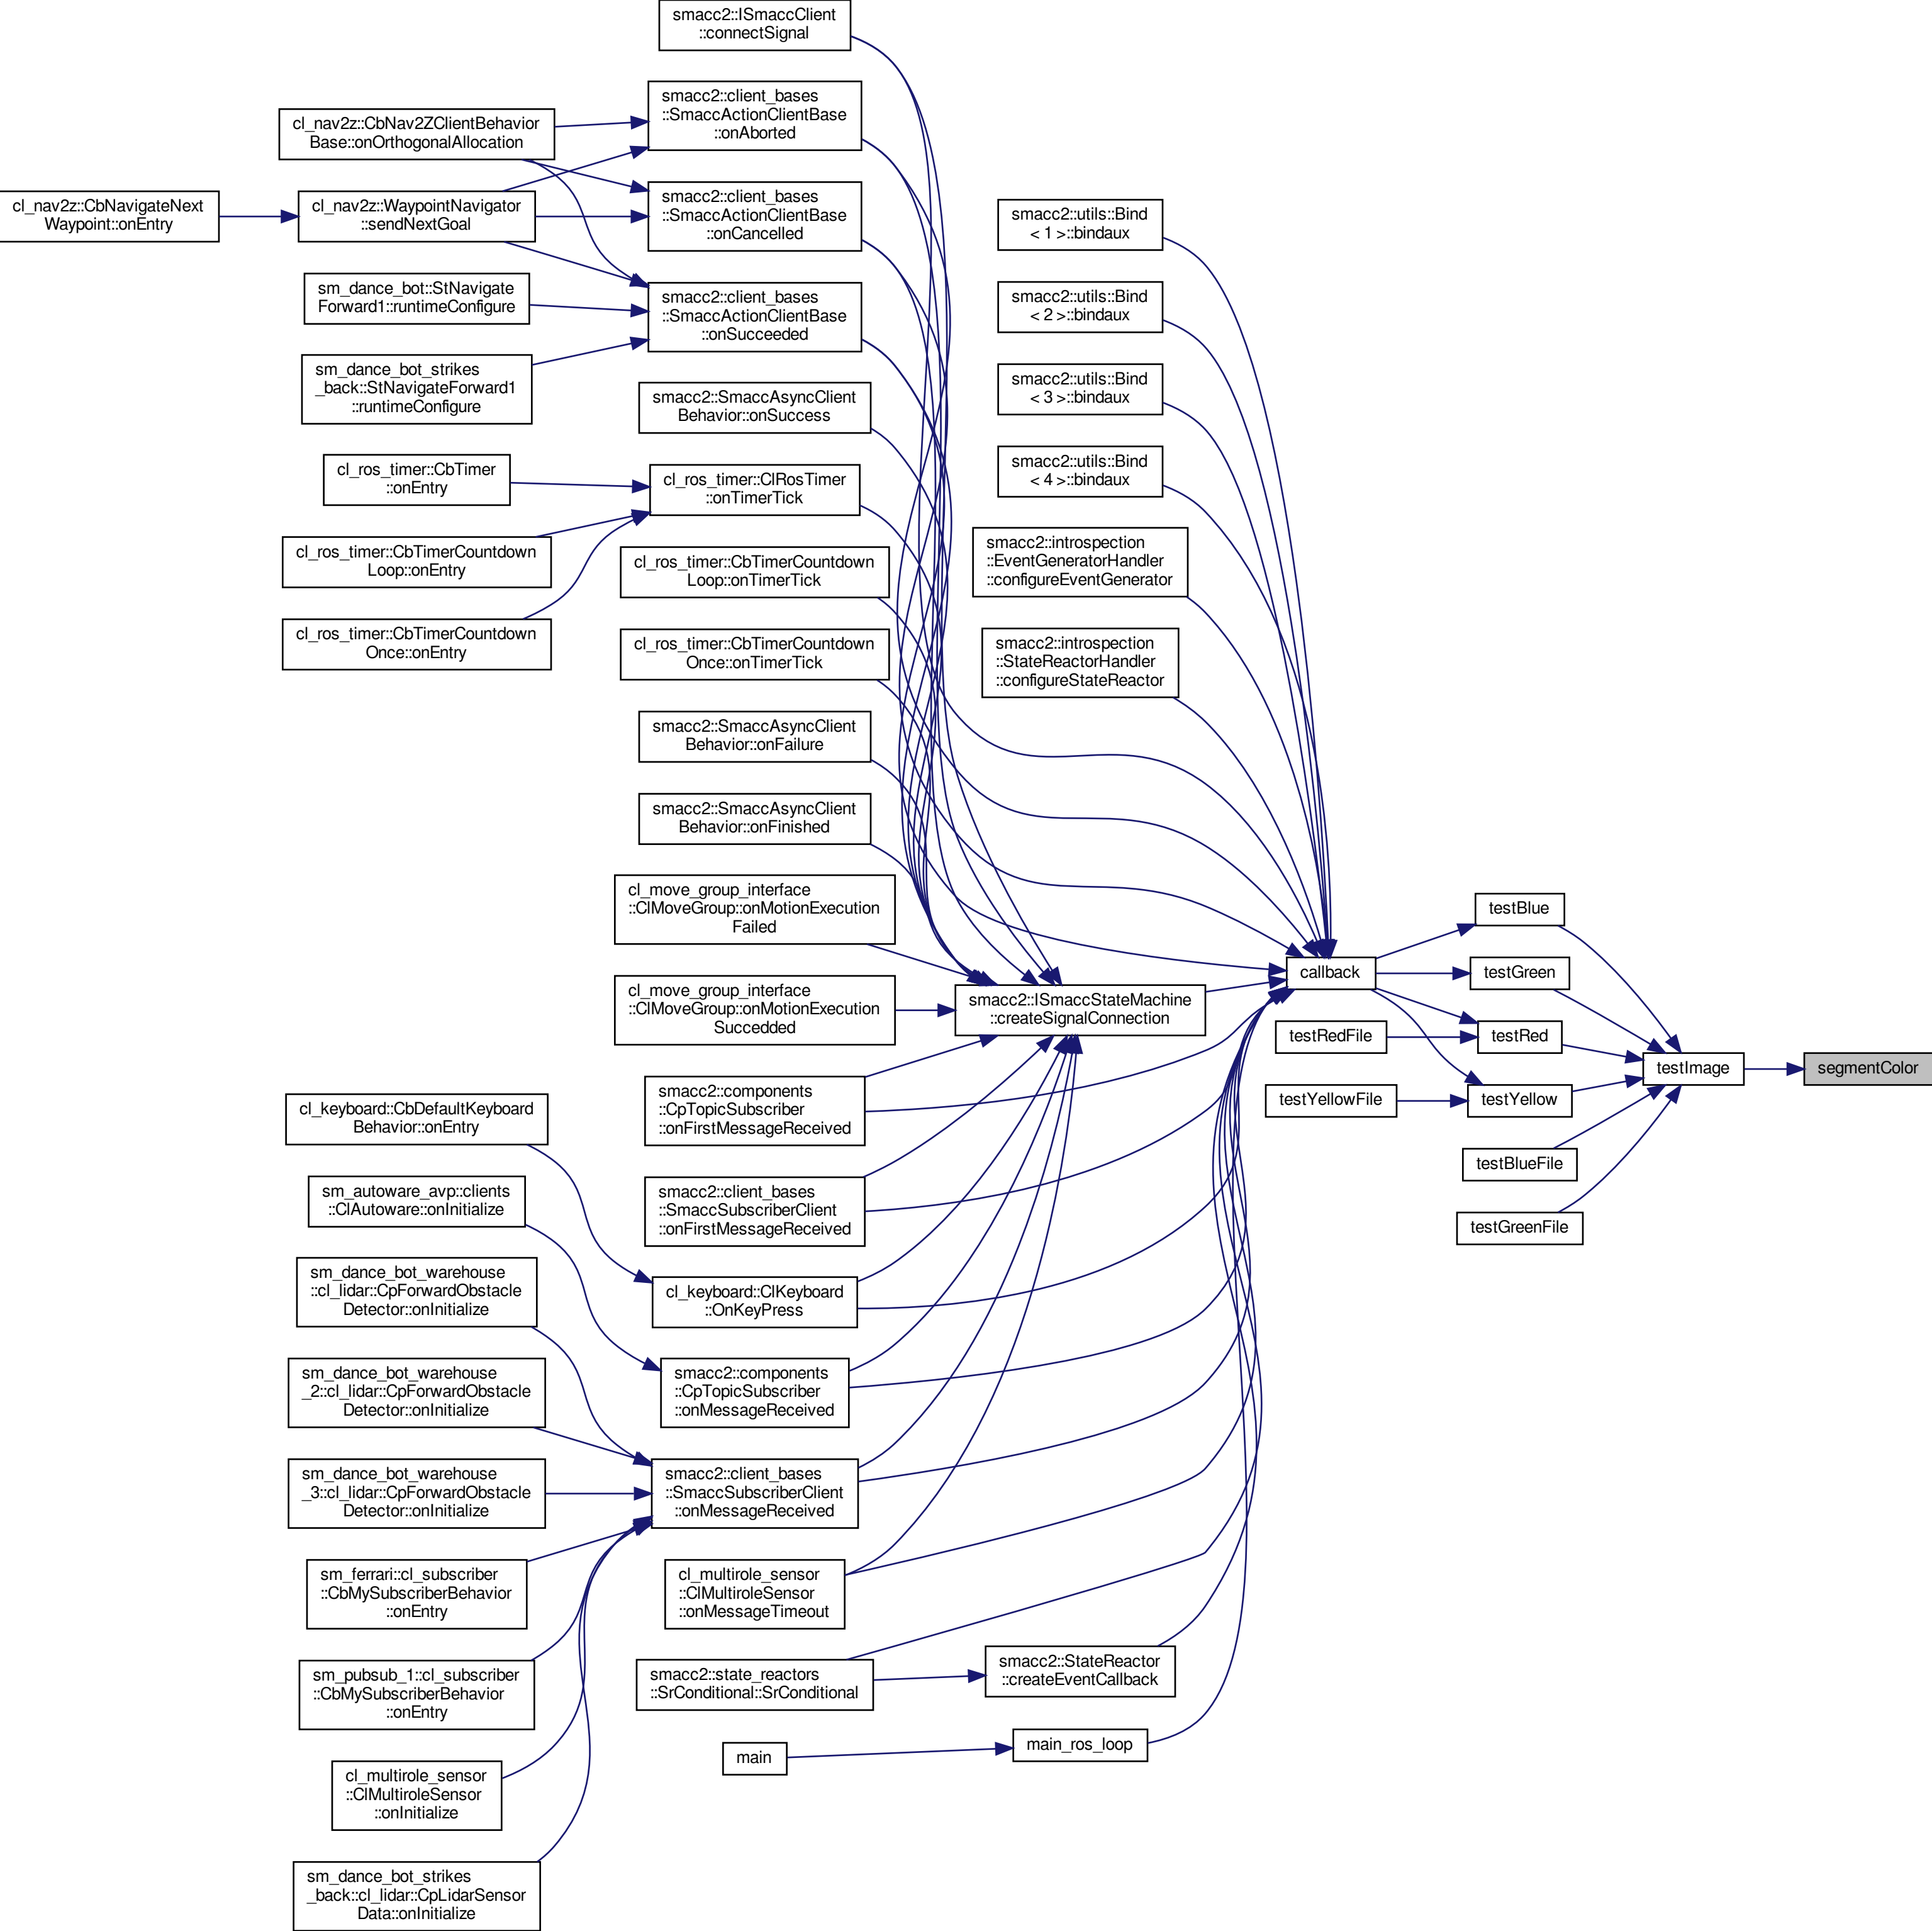 smacc2::ISmaccClient
::connectSignal
smacc2::client_bases
::SmaccActionClientBase
::onAborted
cl_nav2z::CbNav2ZClientBehavior
Base::onOrthogonalAllocation
smacc2::client_bases
::SmaccActionClientBase
::onCancelled
cl_nav2z::CbNavigateNext
Waypoint::onEntry
cl_nav2z::WaypointNavigator
::sendNextGoal
sm_dance_bot::StNavigate
Forward1::runtimeConfigure
smacc2::client_bases
::SmaccActionClientBase
::onSucceeded
sm_dance_bot_strikes
_back::StNavigateForward1
::runtimeConfigure
smacc2::SmaccAsyncClient
Behavior::onSuccess
cl_ros_timer::CbTimer
::onEntry
cl_ros_timer::ClRosTimer
::onTimerTick
cl_ros_timer::CbTimerCountdown
Loop::onEntry
cl_ros_timer::CbTimerCountdown
Loop::onTimerTick
cl_ros_timer::CbTimerCountdown
Once::onEntry
cl_ros_timer::CbTimerCountdown
Once::onTimerTick
smacc2::SmaccAsyncClient
Behavior::onFailure
smacc2::SmaccAsyncClient
Behavior::onFinished
cl_move_group_interface
::ClMoveGroup::onMotionExecution
Failed
cl_move_group_interface
::ClMoveGroup::onMotionExecution
Succedded
smacc2::components
::CpTopicSubscriber
::onFirstMessageReceived
cl_keyboard::CbDefaultKeyboard
Behavior::onEntry
smacc2::client_bases
::SmaccSubscriberClient
::onFirstMessageReceived
sm_autoware_avp::clients
::ClAutoware::onInitialize
cl_keyboard::ClKeyboard
::OnKeyPress
sm_dance_bot_warehouse
::cl_lidar::CpForwardObstacle
Detector::onInitialize
smacc2::components
::CpTopicSubscriber
::onMessageReceived
sm_dance_bot_warehouse
_2::cl_lidar::CpForwardObstacle
Detector::onInitialize
sm_dance_bot_warehouse
_3::cl_lidar::CpForwardObstacle
Detector::onInitialize
smacc2::client_bases
::SmaccSubscriberClient
::onMessageReceived
sm_ferrari::cl_subscriber
::CbMySubscriberBehavior
::onEntry
cl_multirole_sensor
::ClMultiroleSensor
::onMessageTimeout
sm_pubsub_1::cl_subscriber
::CbMySubscriberBehavior
::onEntry
smacc2::state_reactors
::SrConditional::SrConditional
smacc2::StateReactor
::createEventCallback
cl_multirole_sensor
::ClMultiroleSensor
::onInitialize
main
main_ros_loop
sm_dance_bot_strikes
_back::cl_lidar::CpLidarSensor
Data::onInitialize
smacc2::utils::Bind
< 1 >::bindaux
smacc2::utils::Bind
< 2 >::bindaux
smacc2::utils::Bind
< 3 >::bindaux
smacc2::utils::Bind
< 4 >::bindaux
smacc2::introspection
::EventGeneratorHandler
::configureEventGenerator
smacc2::introspection
::StateReactorHandler
::configureStateReactor
smacc2::ISmaccStateMachine
::createSignalConnection
callback
testBlue
testGreen
testRedFile
testRed
testYellowFile
testYellow
testBlueFile
testGreenFile
testImage
segmentColor